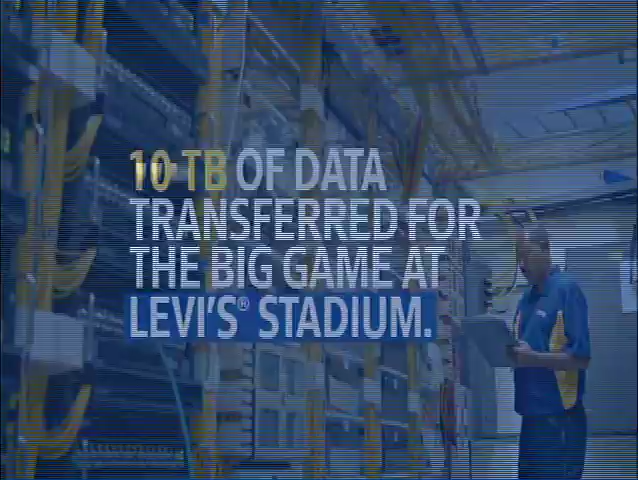 10 TB OF DATA
TRANSFERRED FOR
THE BIG GAME AT
LEVI'S® STADIUM.